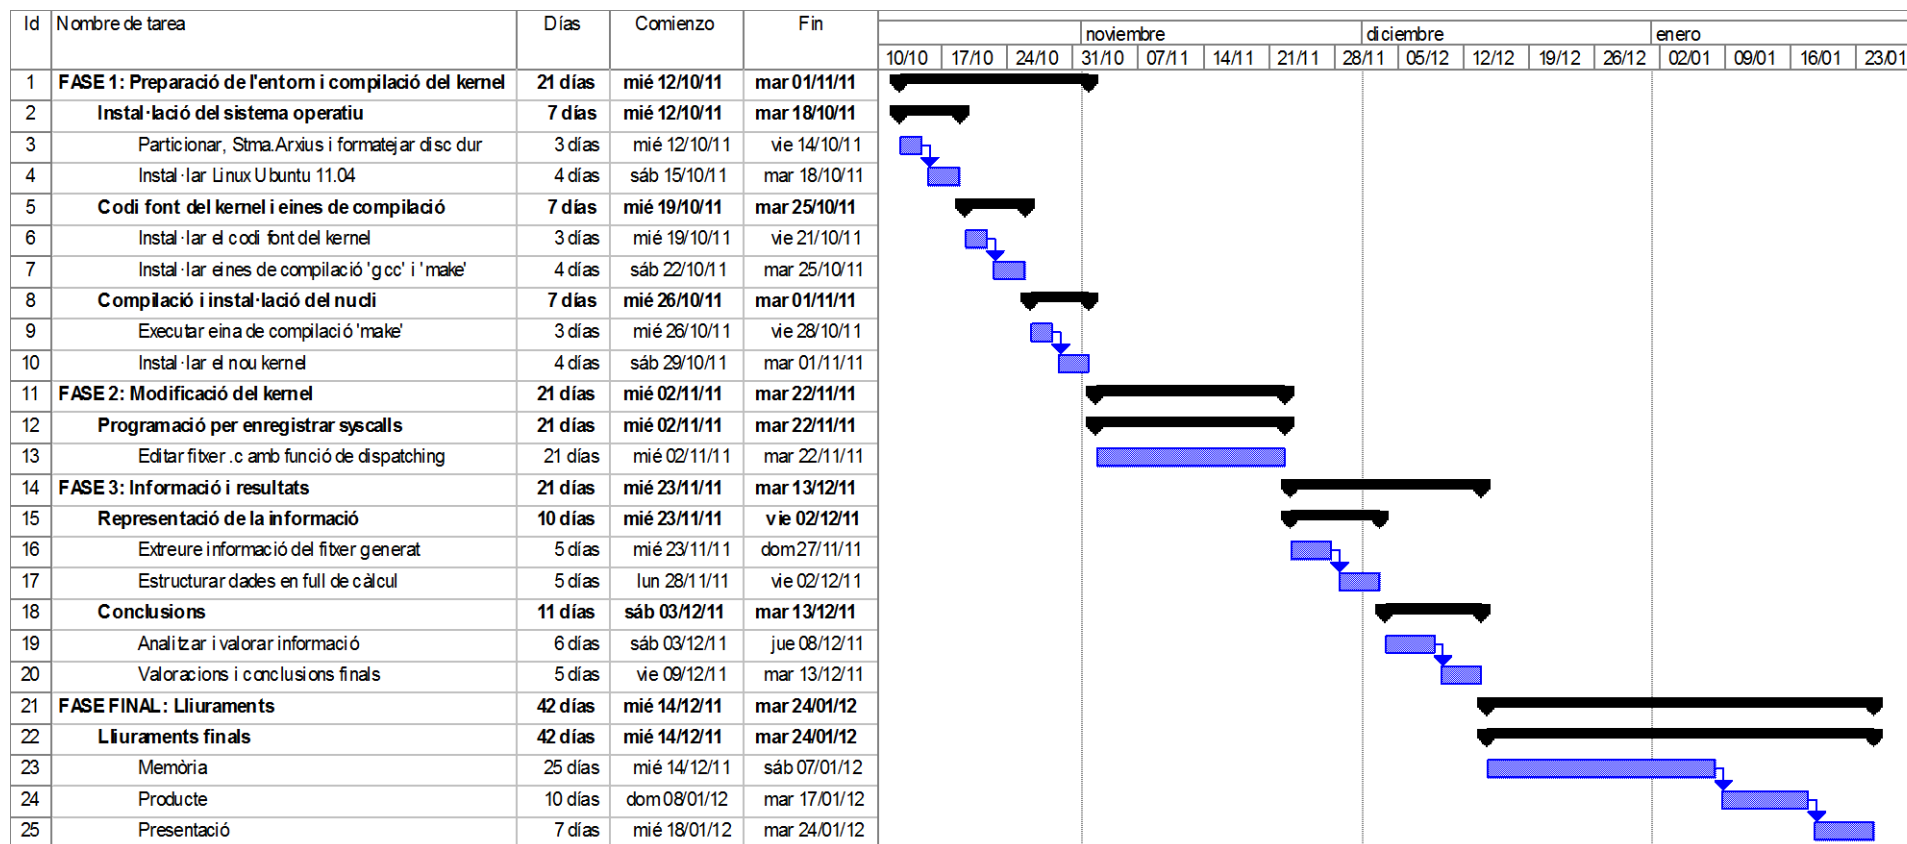 Id Nombre de tarea Días Comienzo Fin
noviembre diciembre enero
10/10 17/10 24/10 31/10 07/11 14/11 21/11 28/11 05/12 12/12 19/12 26/12 02/01 09/01 16/01 23/01
1 FASE 1: Preparació de l'entorn i compilació del kernel 21 días mié 12/10/11 mar 01/11/11
2 Instal·lació del sistema operatiu 7 días mié 12/10/11 mar 18/10/11
3 Particionar, Stma.Arxius i formatejar disc dur 3 días mié 12/10/11 vie 14/10/11
4 Instal·lar Linux Ubuntu 11.04 4 días sáb 15/10/11 mar 18/10/11
5 Codi font del kernel i eines de compilació 7 días mié 19/10/11 mar 25/10/11
6 Instal·lar el codi font del kernel 3 días mié 19/10/11 vie 21/10/11
7 Instal·lar eines de compilació 'gcc' i 'make' 4 días sáb 22/10/11 mar 25/10/11
8 Compilació i instal·lació del nucli 7 días mié 26/10/11 mar 01/11/11
9 Executar eina de compilació 'make' 3 días mié 26/10/11 vie 28/10/11
10 Instal·lar el nou kernel 4 días sáb 29/10/11 mar 01/11/11
11 FASE 2: Modificació del kernel 21 días mié 02/11/11 mar 22/11/11
12 Programació per enregistrar syscalls 21 días mié 02/11/11 mar 22/11/11
13 Editar fitxer .c amb funció de dispatching 21 días mié 02/11/11 mar 22/11/11
14 FASE 3: Informació i resultats 21 días mié 23/11/11 mar 13/12/11
15 Representació de la informació 10 días mié 23/11/11 vie 02/12/11
16 Extreure informació del fitxer generat 5 días mié 23/11/11 dom 27/11/11
17 Estructurar dades en full de càlcul 5 días lun 28/11/11 vie 02/12/11
18 Conclusions 11 días sáb 03/12/11 mar 13/12/11
19 Analitzar i valorar informació 6 días sáb 03/12/11 jue 08/12/11
20 Valoracions i conclusions finals 5 días vie 09/12/11 mar 13/12/11
21 FASE FINAL: Lliuraments 42 días mié 14/12/11 mar 24/01/12
22 Lliuraments finals 42 días mié 14/12/11 mar 24/01/12
23 Memòria 25 días mié 14/12/11 sáb 07/01/12
24 Producte 10 días dom 08/01/12 mar 17/01/12
25 Presentació 7 días mié 18/01/12 mar 24/01/12